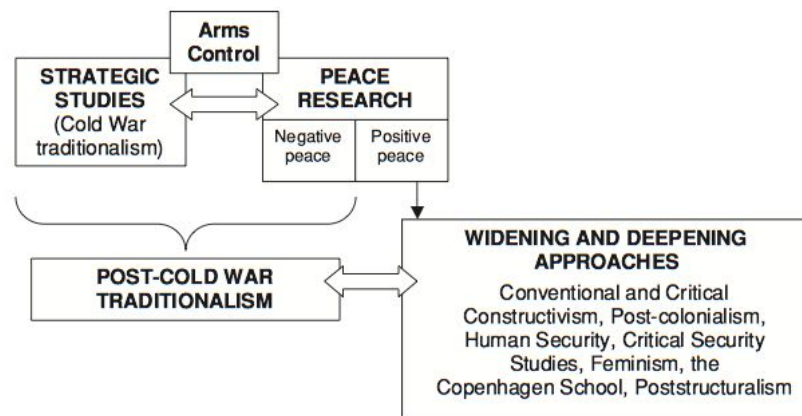 Arms
Control
STRATEGIC
STUDIES
(Cold War
traditionalism)
PEACE
RESEARCH
Negative
peace
Positive
peace
POST-COLD WAR
TRADITIONALISM
WIDENING AND DEEPENING
APPROACHES
Conventional and Critical
Constructivism, Post-colonialism,
Human Security, Critical Security
Studies, Feminism, the
Copenhagen School, Poststructuralism